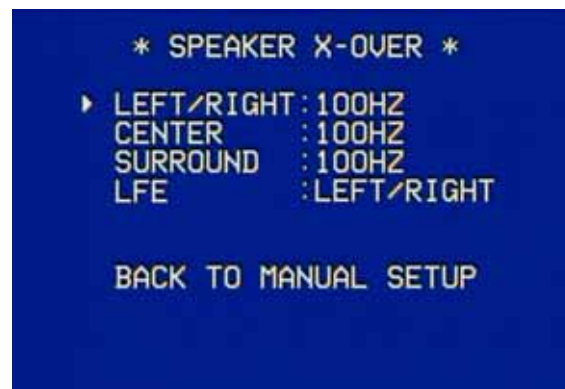 * SPEAKER X-OVER *
LEFT/RIGHT:100HZ
CENTER :100HZ
SURROUND :100HZ
LFE :LEFT/RIGHT
BACK TO MANUAL SETUP